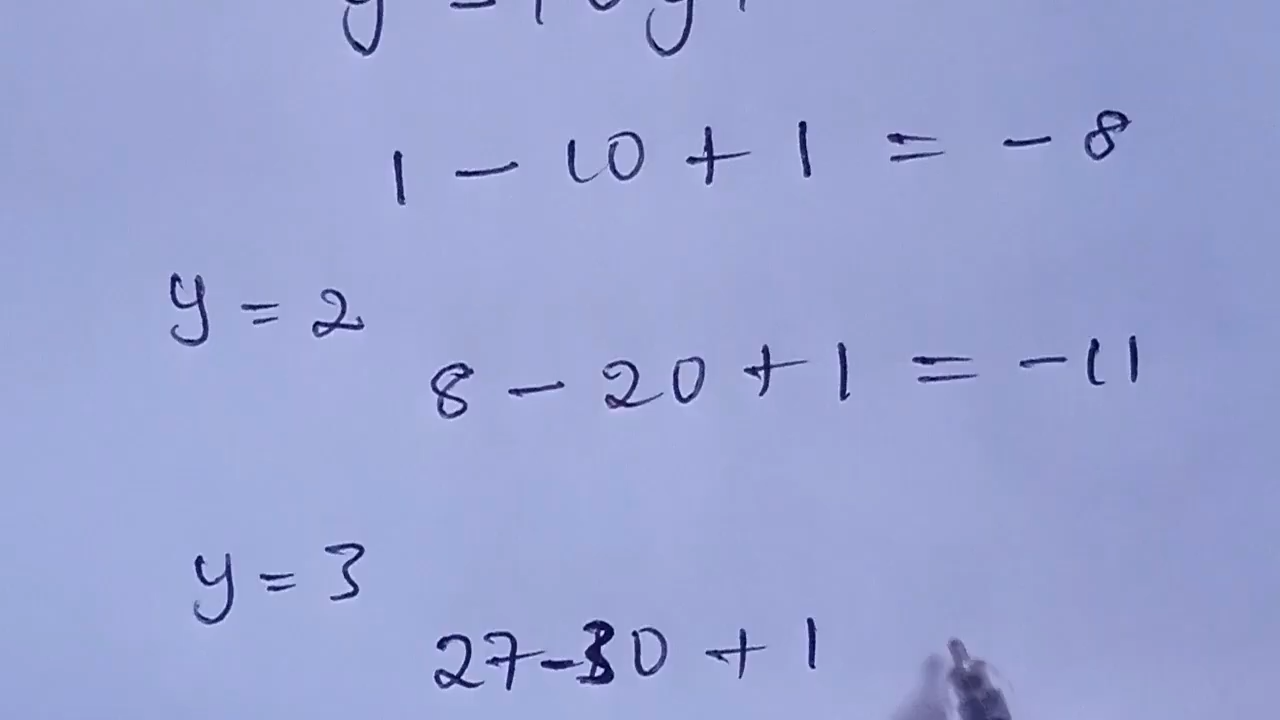 1 - 10 + 1 = - 8
y = 2
8 - 20 + 1 = -11
y = 3
27-30 + 1